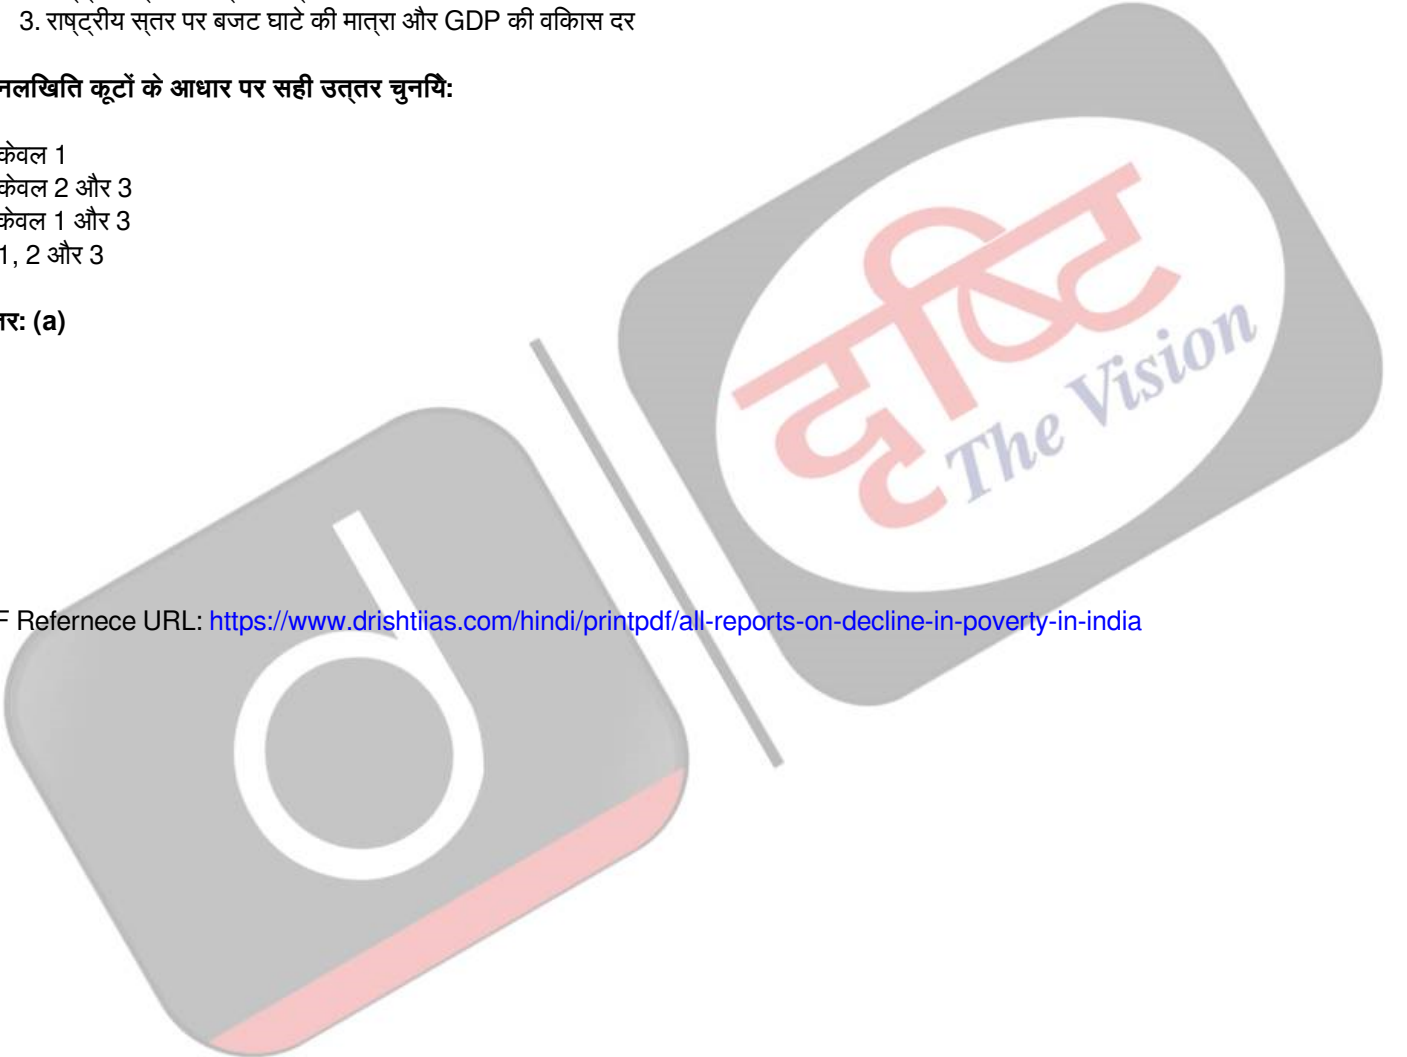 3. राष्ट्रीय स्तर पर बजट घाटे की मात्रा और GDP की विकास दर
नलिखित कूटों के आधार पर सही उत्तर चुनिये:
केवल 1
केवल 2 और 3
केवल 1 और 3
1, 2 और 3
तर: (a)
दृष्टि
The Vision
d
F Refernece URL: https://www.drishtiias.com/hindi/printpdf/all-reports-on-decline-in-poverty-in-india